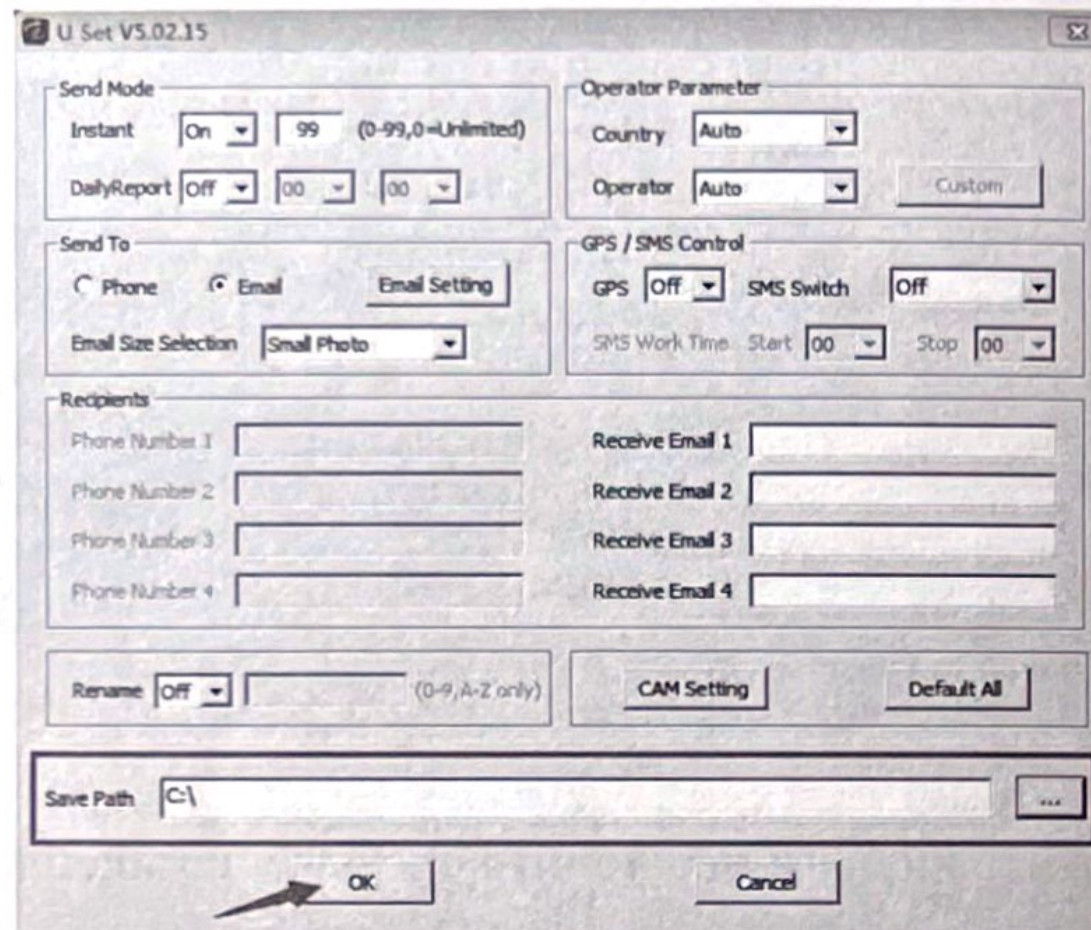 U Set V5.02.15
Send Mode
Instant On 99 (0-99,0=Unlimited)
DailyReport Off 00 00
Operator Parameter
Country Auto
Operator Auto Custom
Send To
Phone Email Email Setting
Email Size Selection Small Photo
GPS / SMS Control
GPS Off SMS Switch Off
SMS Work Time Start 00 Stop 00
Recipients
Phone Number 1 Receive Email 1
Phone Number 2 Receive Email 2
Phone Number 3 Receive Email 3
Phone Number 4 Receive Email 4
Rename Off (0-9,A-Z only)
CAM Setting Default All
Save Path C:\ ...
OK Cancel